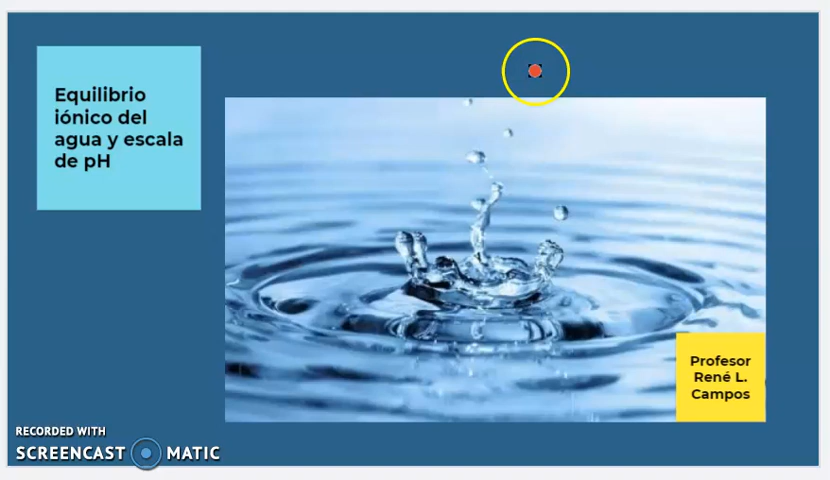 Equilibrio
iónico del
agua y escala
de pH
Profesor
René L.
Campos
RECORDED WITH
SCREENCAST MATIC